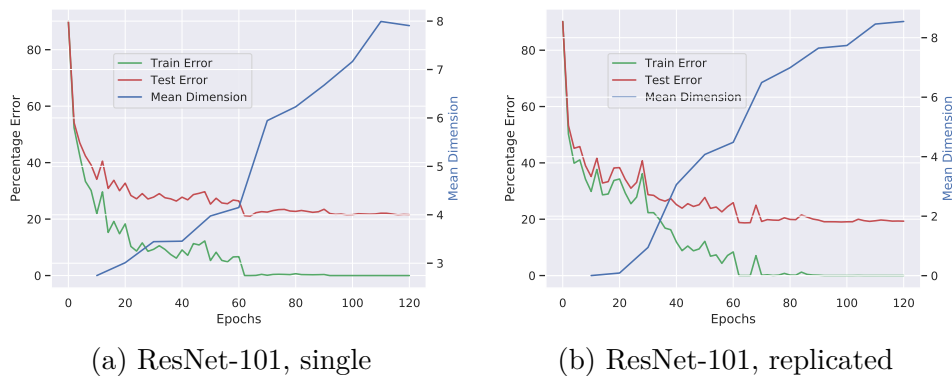 80
60
40
20
0
Percentage Error
8
7
6
5
4
3
Mean Dimension
Train Error
Test Error
Mean Dimension
0 20 40 60 80 100 120
Epochs
(a) ResNet-101, single
80
60
40
20
0
Percentage Error
8
6
4
2
0
Mean Dimension
Train Error
Test Error
Mean Dimension
0 20 40 60 80 100 120
Epochs
(b) ResNet-101, replicated